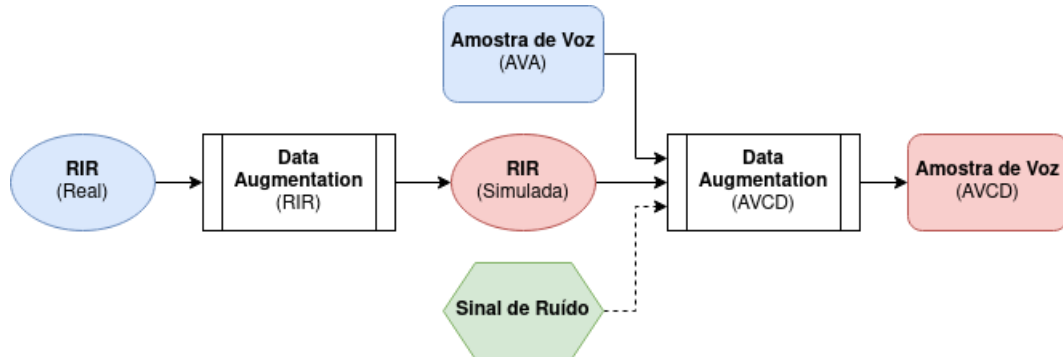 Amostra de Voz
(AVA)
RIR
(Real)
Data
Augmentation
(RIR)
RIR
(Simulada)
Data
Augmentation
(AVCD)
Amostra de Voz
(AVCD)
Sinal de Ruído